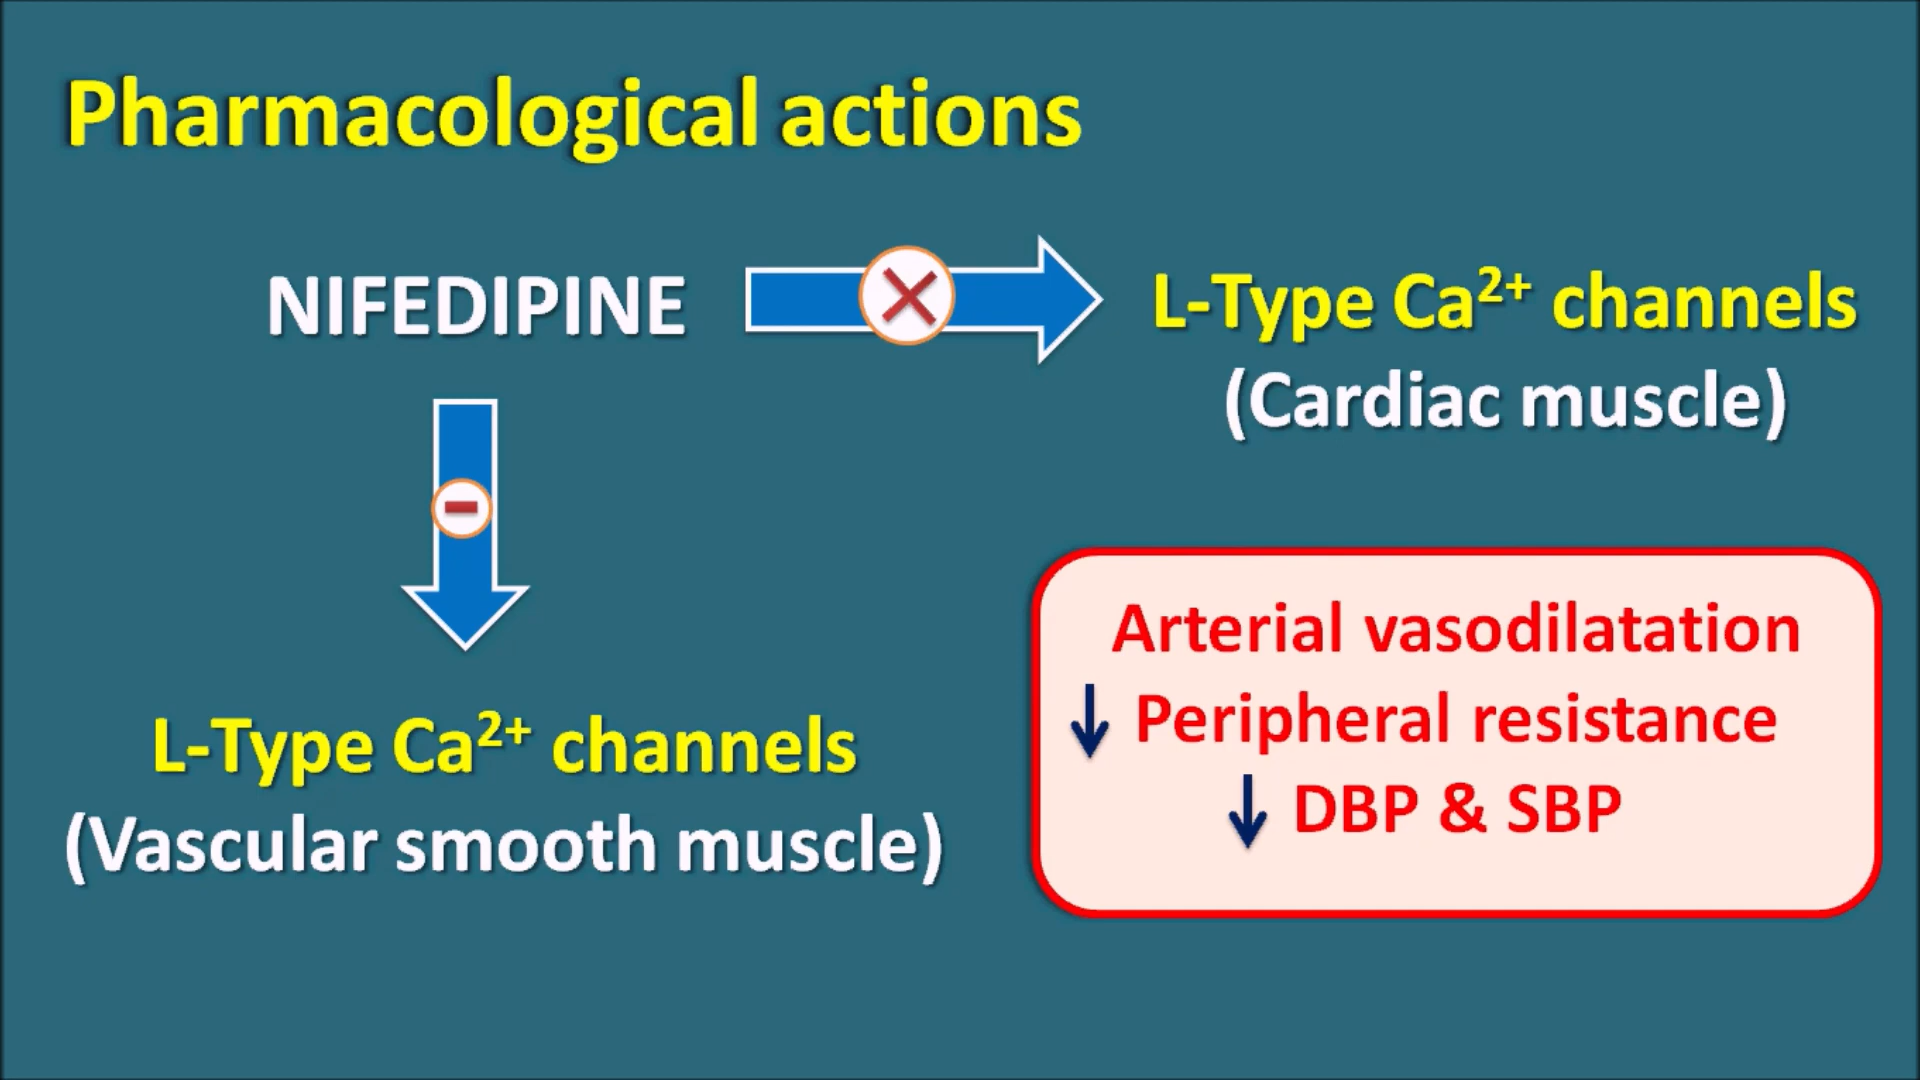 Pharmacological actions
NIFEDIPINE
L-Type Ca²⁺ channels
(Cardiac muscle)
L-Type Ca²⁺ channels
(Vascular smooth muscle)
Arterial vasodilatation
↓ Peripheral resistance
↓ DBP & SBP